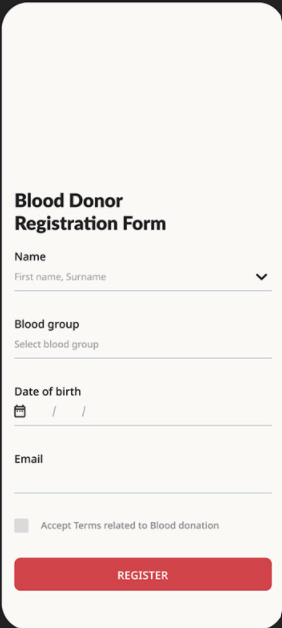 Blood Donor
Registration Form
Name
First name, Surname
Blood group
Select blood group
Date of birth
/ /
Email
Accept Terms related to Blood donation
REGISTER